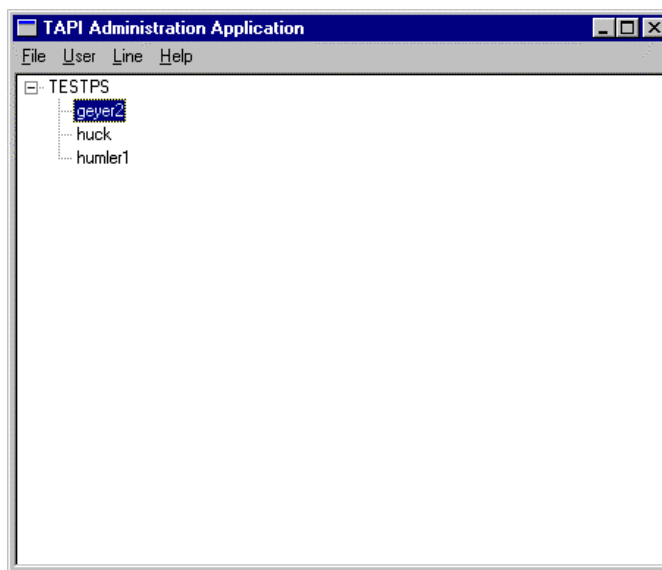 TAPI Administration Application
File User Line Help
TESTPS
geyer2
huck
humler1